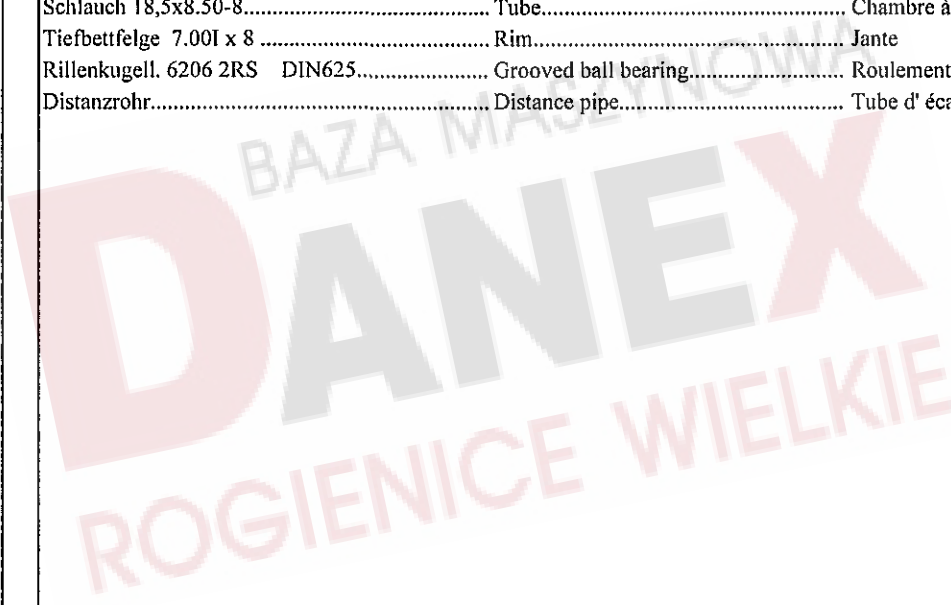 Schlauch 18,5x8.50-8.......................................... Tube..................................................... Chambre à
Tiefbettfelge 7.00I x 8 ....................................... Rim...................................................... Jante
Rillenkugell. 6206 2RS DIN625...................... Grooved ball bearing........................... Roulement
Distanzrohr.......................................................... Distance pipe....................................... Tube d' éca
BAZA MASZYNOWA
DANEX
ROGIENICE WIELKIE